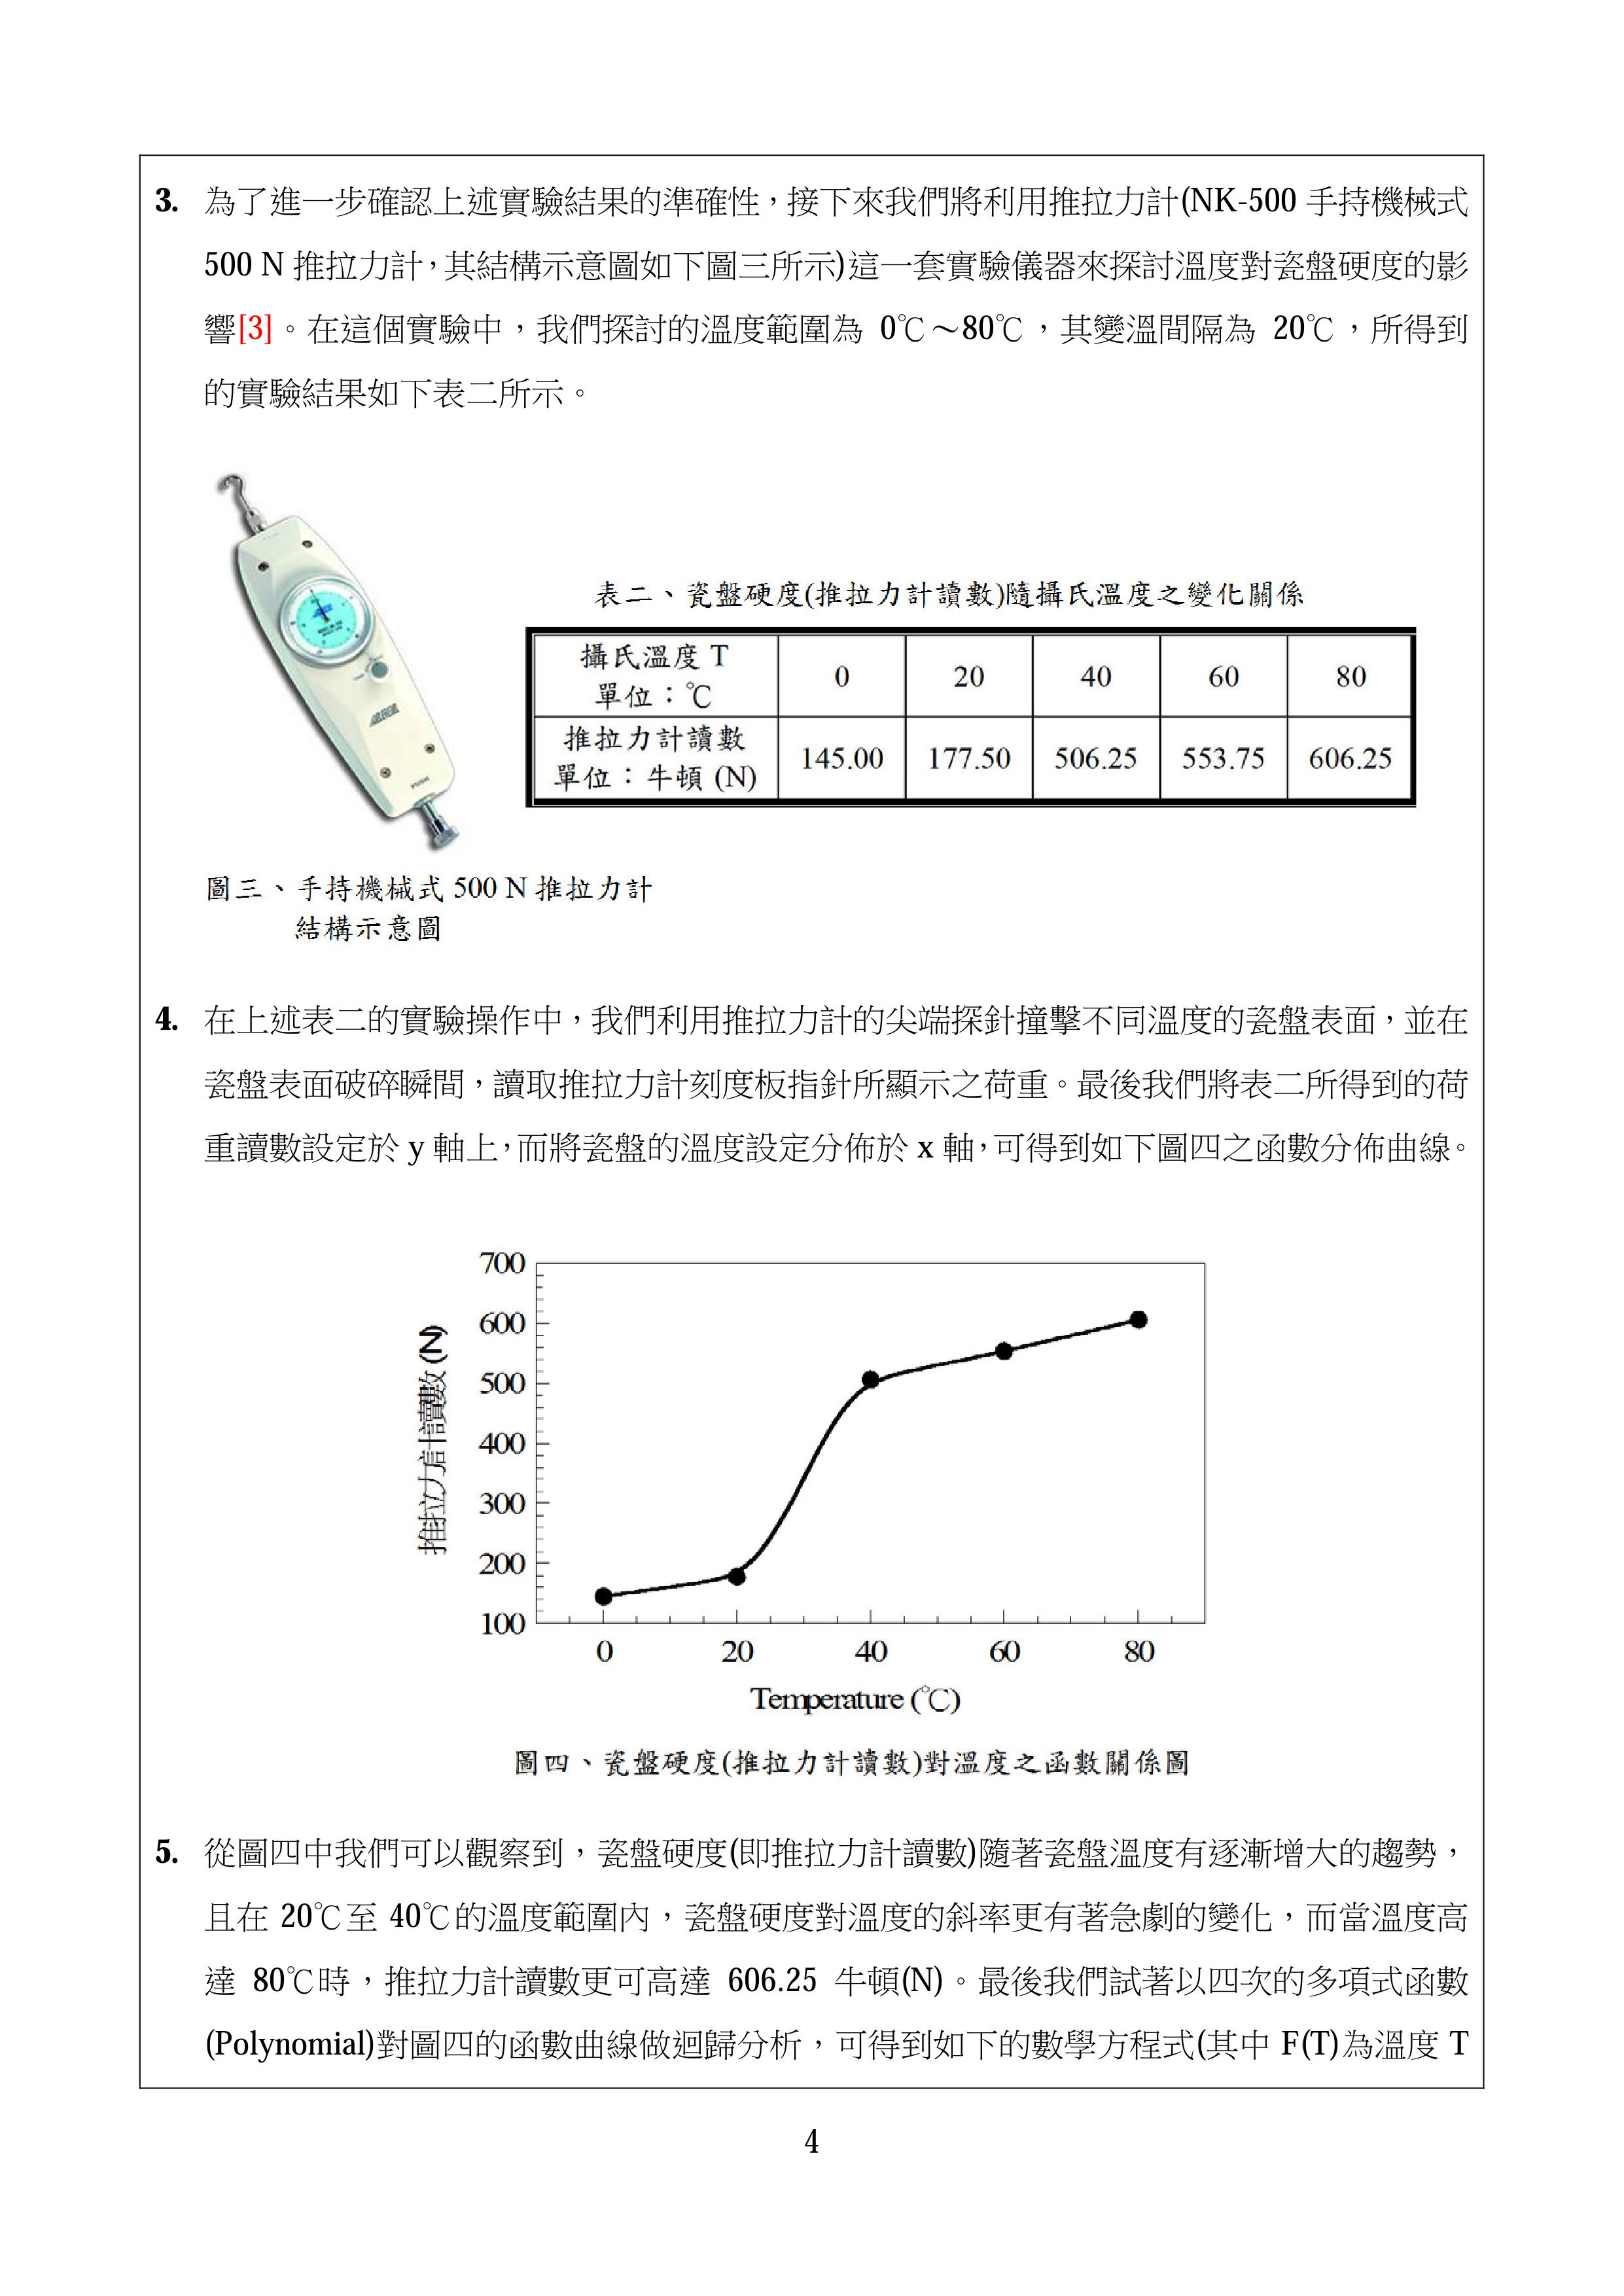 3. 為了進一步確認上述實驗結果的準確性，接下來我們將利用推拉力計(NK-500 手持機械式
500 N 推拉力計，其結構示意圖如下圖三所示)這一套實驗儀器來探討溫度對瓷盤硬度的影
響[3]。在這個實驗中，我們探討的溫度範圍為 0℃～80℃，其變溫間隔為 20℃，所得到
的實驗結果如下表二所示。
表二、瓷盤硬度(推拉力計讀數)隨攝氏溫度之變化關係
攝氏溫度 T
單位：℃
0 20 40 60 80
推拉力計讀數
單位：牛頓 (N)
145.00 177.50 506.25 553.75 606.25
圖三、手持機械式 500 N 推拉力計
結構示意圖
4. 在上述表二的實驗操作中，我們利用推拉力計的尖端探針撞擊不同溫度的瓷盤表面，並在
瓷盤表面破碎瞬間，讀取推拉力計刻度板指針所顯示之荷重。最後我們將表二所得到的荷
重讀數設定於 y 軸上，而將瓷盤的溫度設定分佈於 x 軸，可得到如下圖四之函數分佈曲線。
推拉力計讀數(N)
700
600
500
400
300
200
100
0 20 40 60 80
Temperature (℃)
圖四、瓷盤硬度(推拉力計讀數)對溫度之函數關係圖
5. 從圖四中我們可以觀察到，瓷盤硬度(即推拉力計讀數)隨著瓷盤溫度有逐漸增大的趨勢，
且在 20℃至 40℃的溫度範圍內，瓷盤硬度對溫度的斜率更有著急劇的變化，而當溫度高
達 80℃時，推拉力計讀數更可高達 606.25 牛頓(N)。最後我們試著以四次的多項式函數
(Polynomial)對圖四的函數曲線做迴歸分析，可得到如下的數學方程式(其中 F(T)為溫度 T
4